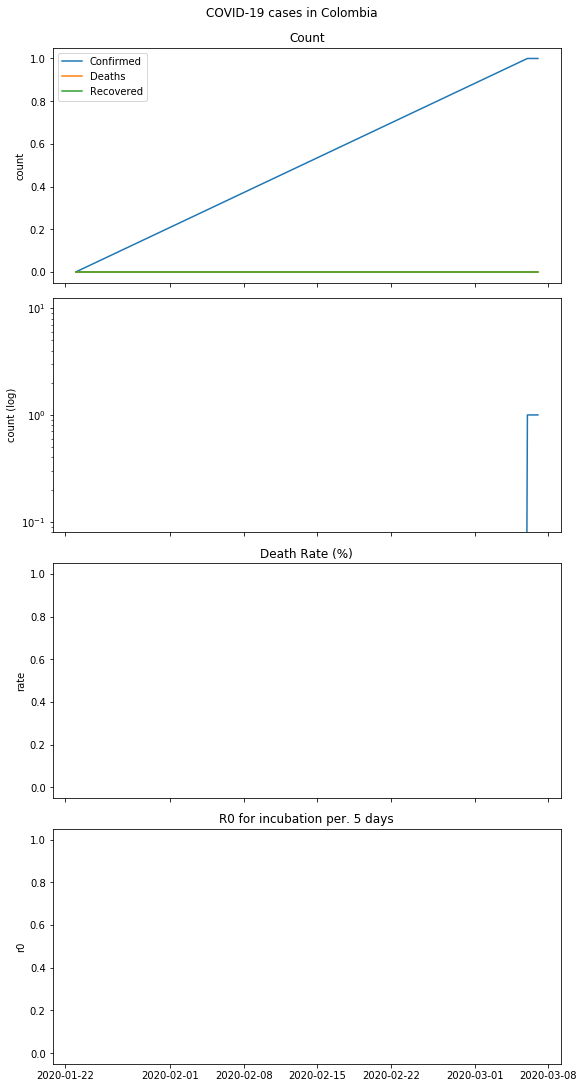 COVID-19 cases in Colombia
Count
1.0
0.8
0.6
0.4
0.2
0.0
count
Confirmed
Deaths
Recovered
10¹
10⁰
10⁻¹
count (log)
Death Rate (%)
1.0
0.8
0.6
0.4
0.2
0.0
rate
R0 for incubation per. 5 days
1.0
0.8
0.6
0.4
0.2
0.0
r0
2020-01-22 2020-02-01 2020-02-08 2020-02-15 2020-02-22 2020-03-01 2020-03-08